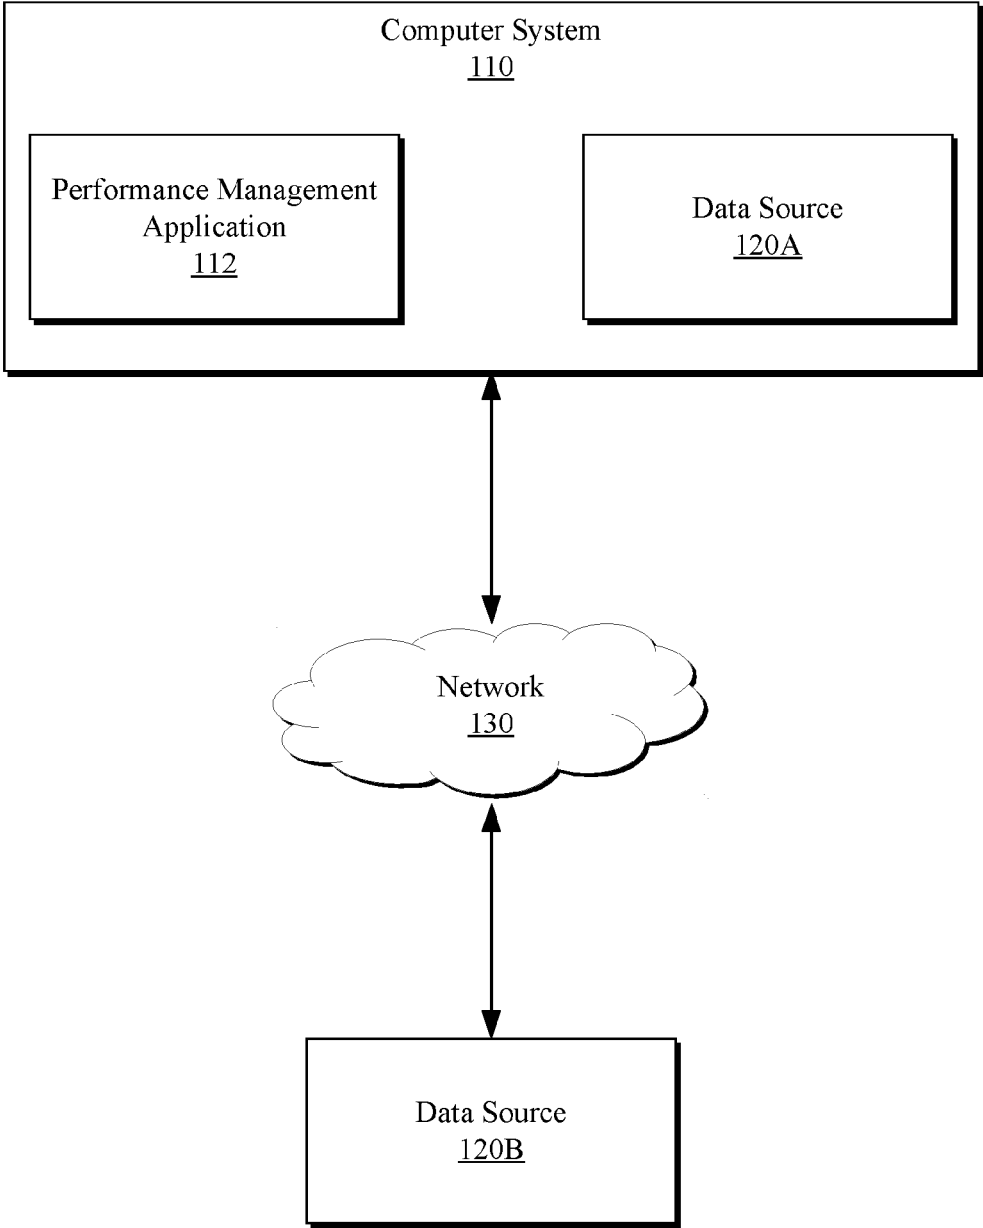 Computer System
110
Performance Management
Application
112
Data Source
120A
Network
130
Data Source
120B